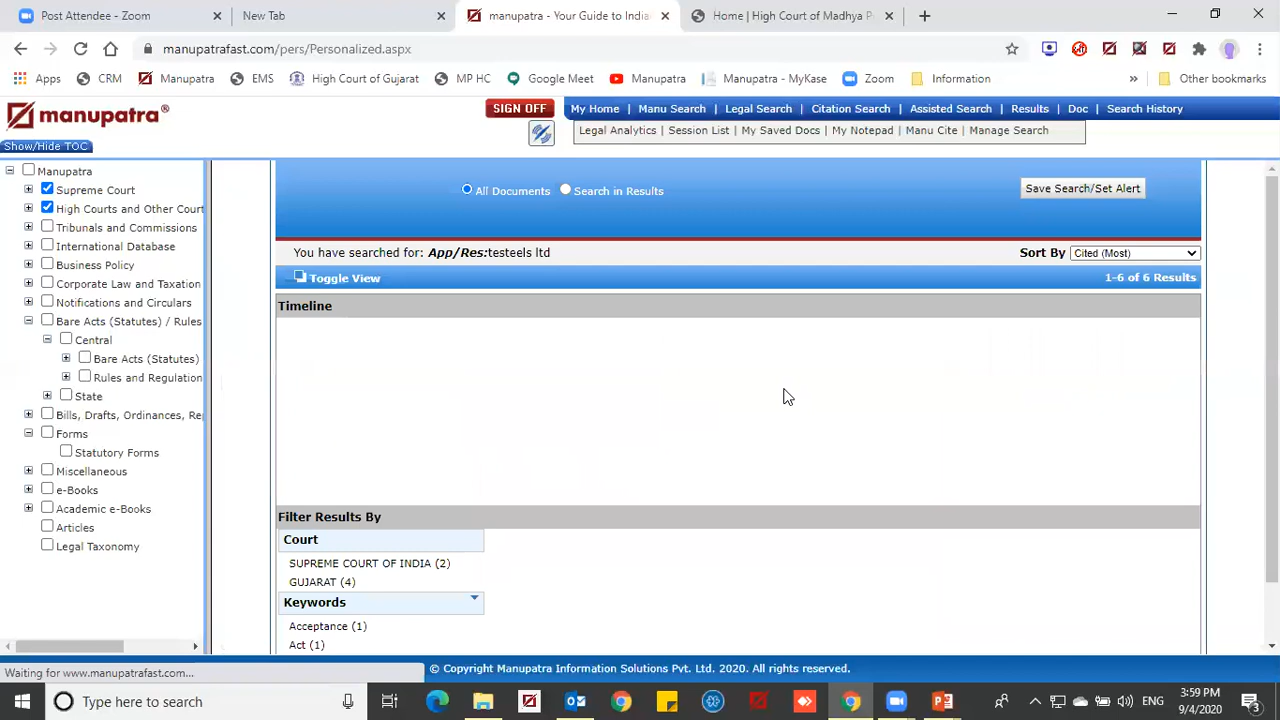 Post Attendee - Zoom
New Tab
manupatra - Your Guide to India
Home | High Court of Madhya P
manupatrafast.com/pers/Personalized.aspx
Apps
CRM
Manupatra
EMS
High Court of Gujarat
MP HC
Google Meet
Manupatra
Manupatra - MyKase
Zoom
Information
Other bookmarks
manupatra®
SIGN OFF
My Home | Manu Search | Legal Search | Citation Search | Assisted Search | Results | Doc | Search History
Legal Analytics | Session List | My Saved Docs | My Notepad | Manu Cite | Manage Search
Show/Hide TOC
Manupatra
Supreme Court
High Courts and Other Court
Tribunals and Commissions
International Database
Business Policy
Corporate Law and Taxation
Notifications and Circulars
Bare Acts (Statutes) / Rules
Central
Bare Acts (Statutes)
Rules and Regulation
State
Bills, Drafts, Ordinances, Re
Forms
Statutory Forms
Miscellaneous
e-Books
Academic e-Books
Articles
Legal Taxonomy
All Documents
Search in Results
Save Search/Set Alert
You have searched for: App/Res:testeels ltd
Sort By
Cited (Most)
Toggle View
1-6 of 6 Results
Timeline
Filter Results By
Court
SUPREME COURT OF INDIA (2)
GUJARAT (4)
Keywords
Acceptance (1)
Act (1)
Waiting for www.manupatrafast.com...
© Copyright Manupatra Information Solutions Pvt. Ltd. 2020. All rights reserved.
Type here to search
ENG
3:59 PM
9/4/2020
3